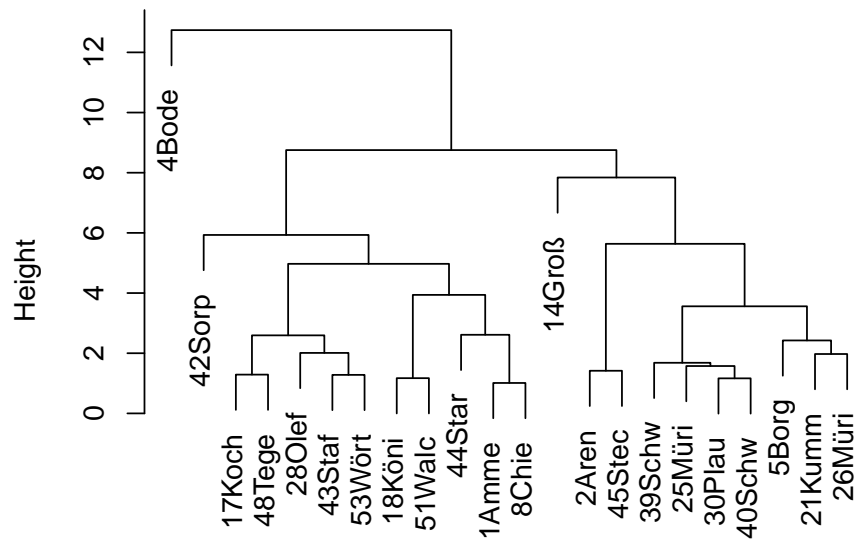 Height
12
10
8
6
4
2
0
4Bode
42Sorp
17Koch
48Tege
28Olef
43Staf
53Wört
18Köni
51Walc
44Star
1Amme
8Chie
14Groß
2Aren
45Stec
39Schw
25Müri
30Plau
40Schw
5Borg
21Kumm
26Müri